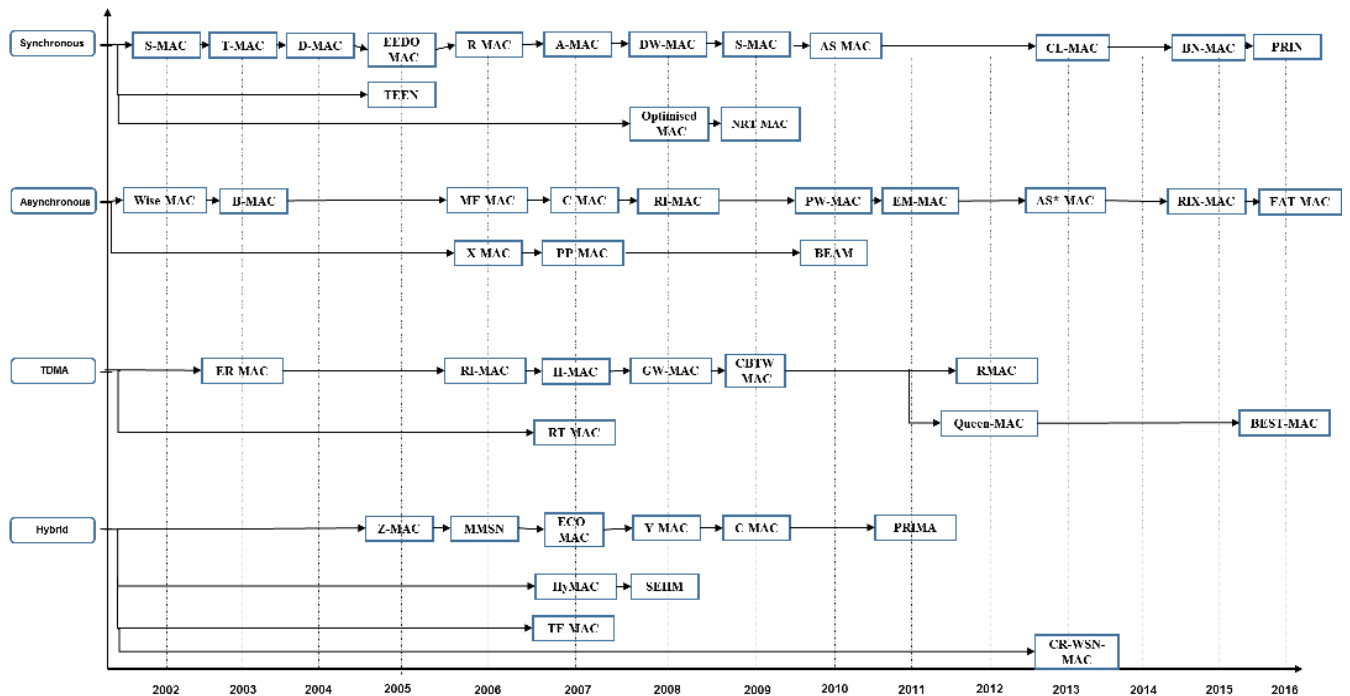 Synchronous
S-MAC
T-MAC
D-MAC
EEDO
MAC
R MAC
A-MAC
DW-MAC
S-MAC
AS MAC
CL-MAC
BN-MAC
PRIN
TEEN
Optimised
MAC
NRT MAC
Asynchronous
Wise MAC
B-MAC
MF MAC
C MAC
RI-MAC
PW-MAC
EM-MAC
AS* MAC
RIX-MAC
FAT MAC
X MAC
PP MAC
BEAM
TDMA
ER MAC
RI-MAC
H-MAC
GW-MAC
CBTW
MAC
RMAC
RT MAC
Queen-MAC
BEST-MAC
Hybrid
Z-MAC
MMSN
ECO
MAC
Y MAC
C MAC
PRIMA
HyMAC
SEHM
TF MAC
CR-WSN-
MAC
2002
2003
2004
2005
2006
2007
2008
2009
2010
2011
2012
2013
2014
2015
2016